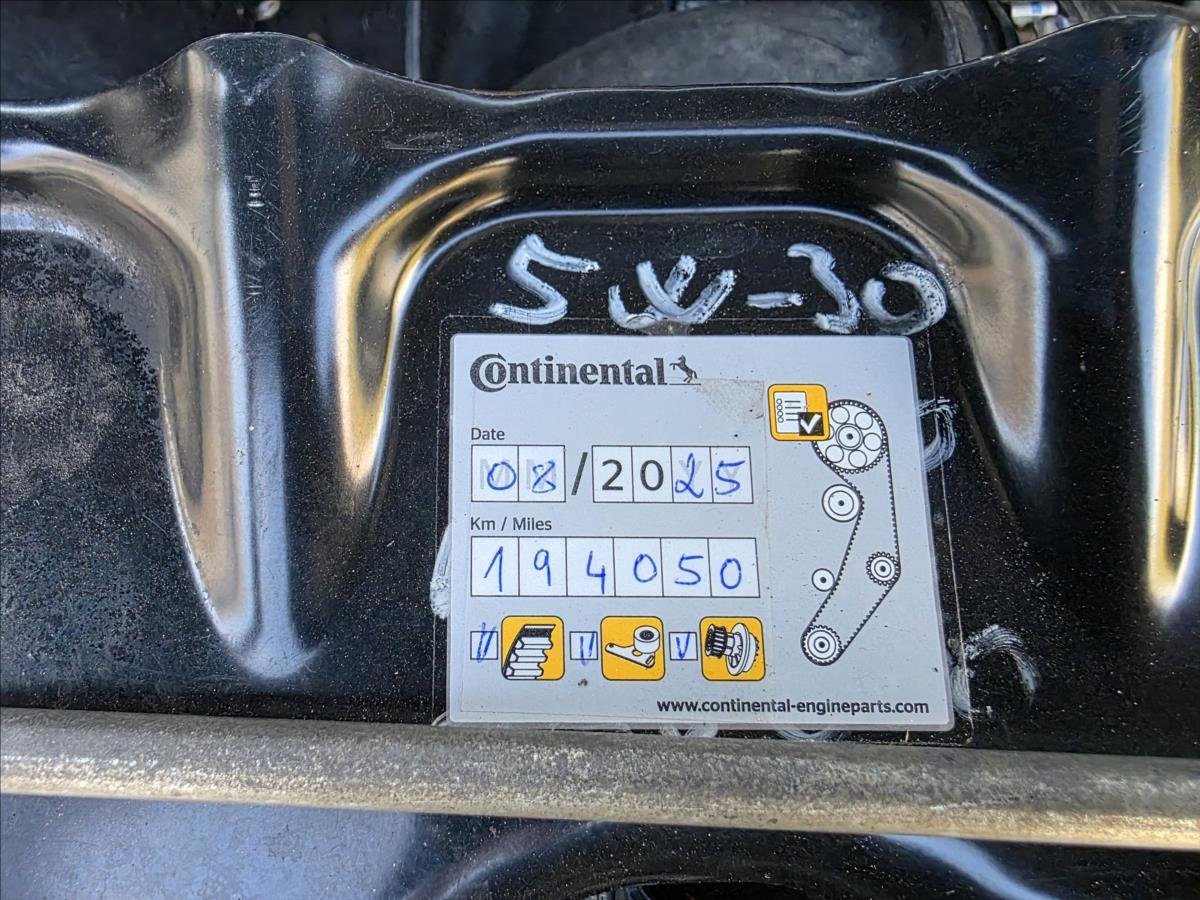 5W-30
Continental
Date
08/2025
Km / Miles
194050
www.continental-engineparts.com